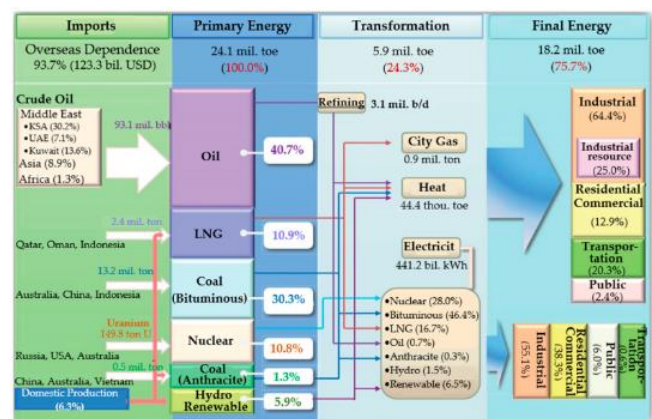 Imports
Primary Energy
Transformation
Final Energy
Overseas Dependence
93.7% (123.3 bil. USD)
24.1 mil. toe
(100.0%)
5.9 mil. toe
(24.3%)
18.2 mil. toe
(75.7%)
Crude Oil
Middle East
•KSA (30.2%)
•UAE (7.1%)
•Kuwait (13.6%)
Asia (8.9%)
Africa (1.3%)
93.1 mil. bbl
Oil
40.7%
Refining
3.1 mil. b/d
City Gas
0.9 mil. ton
Heat
44.4 thou. toe
Industrial
(64.4%)
Industrial
resource
(25.0%)
Residential
Commercial
(12.9%)
Transpor-
tation
(20.3%)
Public
(2.4%)
2.4 mil. ton
Qatar, Oman, Indonesia
LNG
10.9%
13.2 mil. ton
Australia, China, Indonesia
Coal
(Bituminous)
30.3%
Electricit
441.2 bil. kWh
•Nuclear (28.0%)
•Bituminous (46.4%)
•LNG (16.7%)
•Oil (0.7%)
•Anthracite (0.3%)
•Hydro (1.5%)
•Renewable (6.5%)
Uranium
149.8 ton U
Russia, USA, Australia
Nuclear
10.8%
0.5 mil. ton
China, Australia, Vietnam
Coal
(Anthracite)
1.3%
Domestic Production
(6.3%)
Hydro
Renewable
5.9%
Industrial
(55.1%)
Residential
Commercial
(38.3%)
Public
(6.0%)
Transpor-
tation
(0.6%)